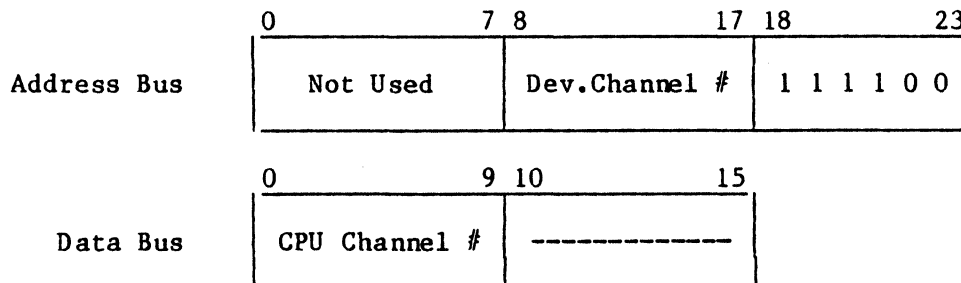 0 7 8 17 18 23
Address Bus Not Used Dev.Channel # 1 1 1 1 0 0
0 9 10 15
Data Bus CPU Channel # -------------